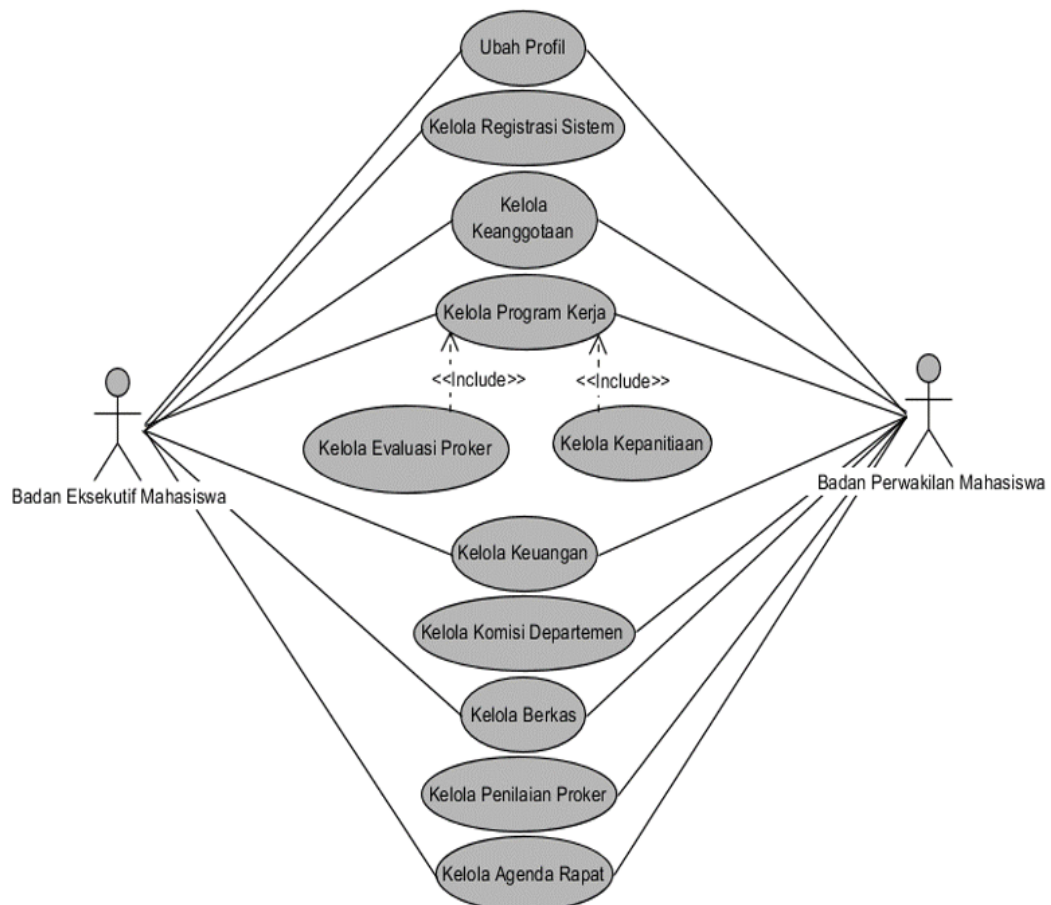 Ubah Profil
Kelola Registrasi Sistem
Kelola
Keanggotaan
Kelola Program Kerja
<<Include>>
<<Include>>
Kelola Evaluasi Proker
Kelola Kepanitiaan
Badan Eksekutif Mahasiswa
Badan Perwakilan Mahasiswa
Kelola Keuangan
Kelola Komisi Departemen
Kelola Berkas
Kelola Penilaian Proker
Kelola Agenda Rapat